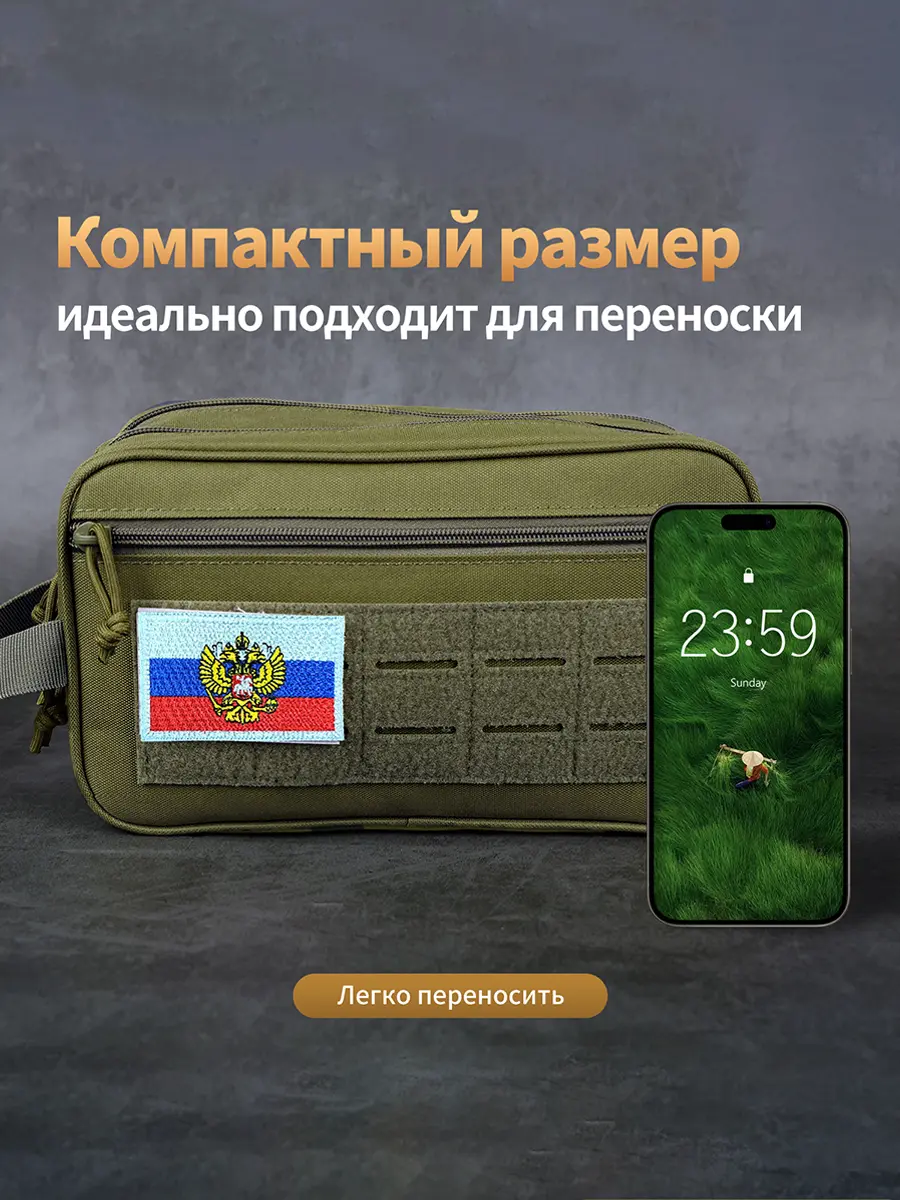 Компактный размер
идеально подходит для переноски
23:59
Sunday
Легко переносить